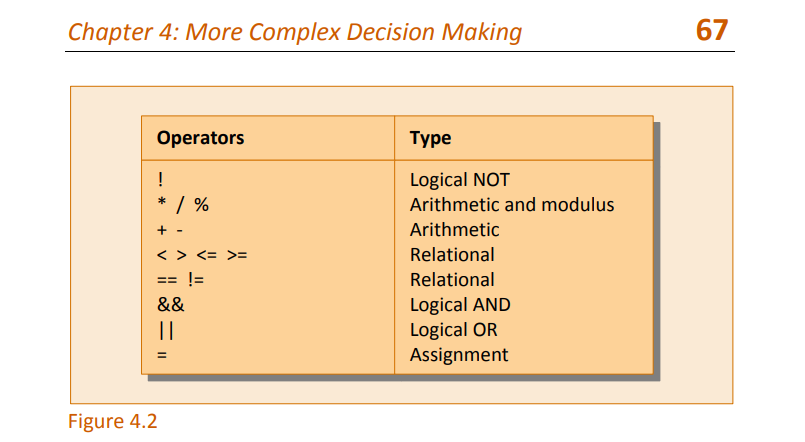 Chapter 4: More Complex Decision Making 67
Operators Type
! Logical NOT
* / % Arithmetic and modulus
+ - Arithmetic
< > <= >= Relational
== != Relational
&& Logical AND
|| Logical OR
= Assignment
Figure 4.2